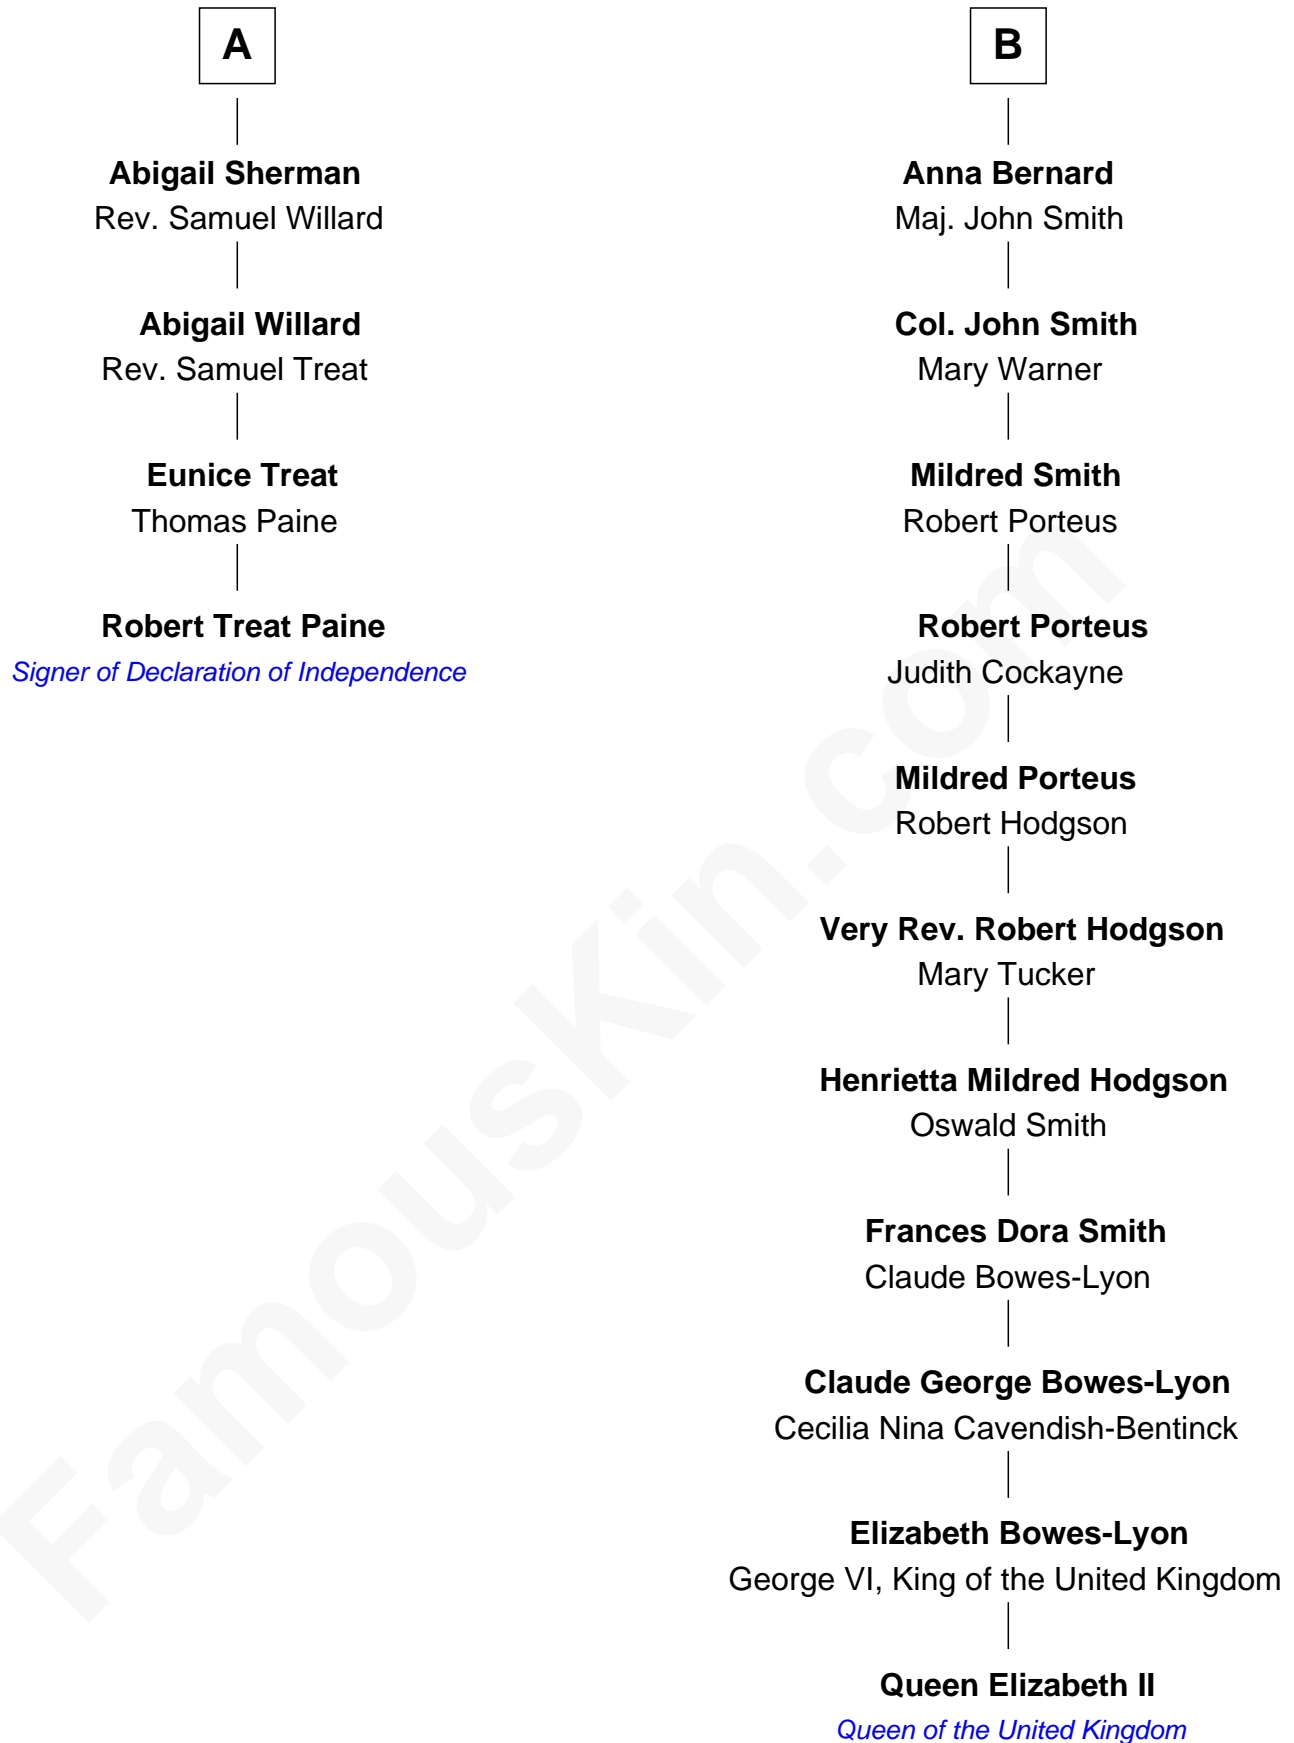 A
Abigail Sherman
Rev. Samuel Willard
Abigail Willard
Rev. Samuel Treat
Eunice Treat
Thomas Paine
Robert Treat Paine
Signer of Declaration of Independence
B
Anna Bernard
Maj. John Smith
Col. John Smith
Mary Warner
Mildred Smith
Robert Porteus
Robert Porteus
Judith Cockayne
Mildred Porteus
Robert Hodgson
Very Rev. Robert Hodgson
Mary Tucker
Henrietta Mildred Hodgson
Oswald Smith
Frances Dora Smith
Claude Bowes-Lyon
Claude George Bowes-Lyon
Cecilia Nina Cavendish-Bentinck
Elizabeth Bowes-Lyon
George VI, King of the United Kingdom
Queen Elizabeth II
Queen of the United Kingdom
FamousKin.com